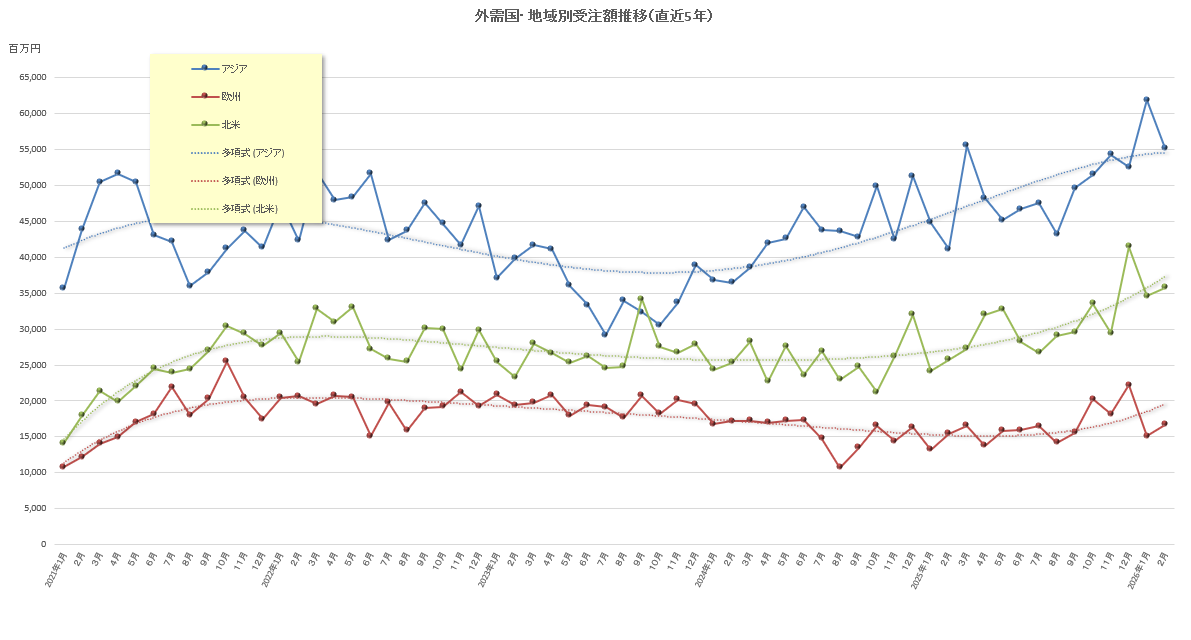 外需国・地域別受注額推移(直近5年)
百万円
アジア
欧州
北米
多項式 (アジア)
多項式 (欧州)
多項式 (北米)
65,000
60,000
55,000
50,000
45,000
40,000
35,000
30,000
25,000
20,000
15,000
10,000
5,000
0
2021年1月
2月
3月
4月
5月
6月
7月
8月
9月
10月
11月
12月
2022年1月
2月
3月
4月
5月
6月
7月
8月
9月
10月
11月
12月
2023年1月
2月
3月
4月
5月
6月
7月
8月
9月
10月
11月
12月
2024年1月
2月
3月
4月
5月
6月
7月
8月
9月
10月
11月
12月
2025年1月
2月
3月
4月
5月
6月
7月
8月
9月
10月
11月
12月
2026年1月
2月